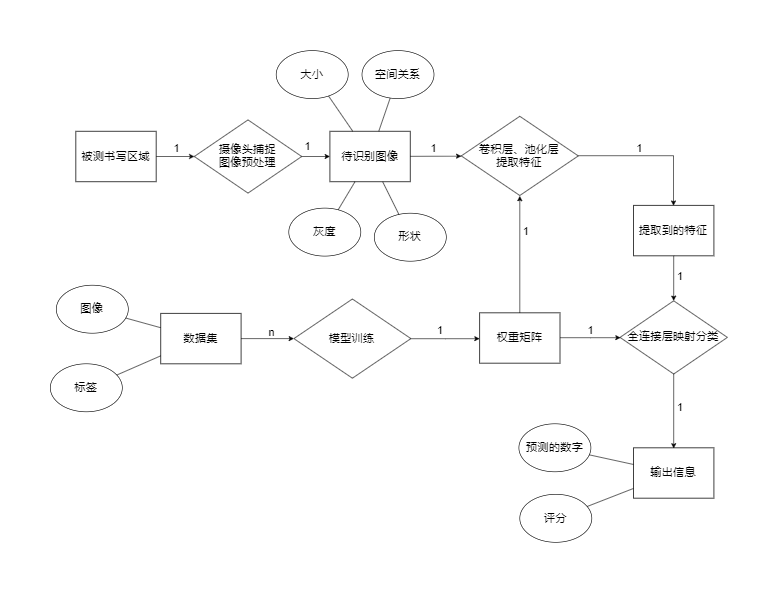 大小
空间关系
被测书写区域
1
摄像头捕捉
图像预处理
1
待识别图像
1
卷积层、池化层
提取特征
1
灰度
形状
1
提取到的特征
1
图像
标签
数据集
n
模型训练
1
权重矩阵
1
全连接层映射分类
1
预测的数字
评分
输出信息